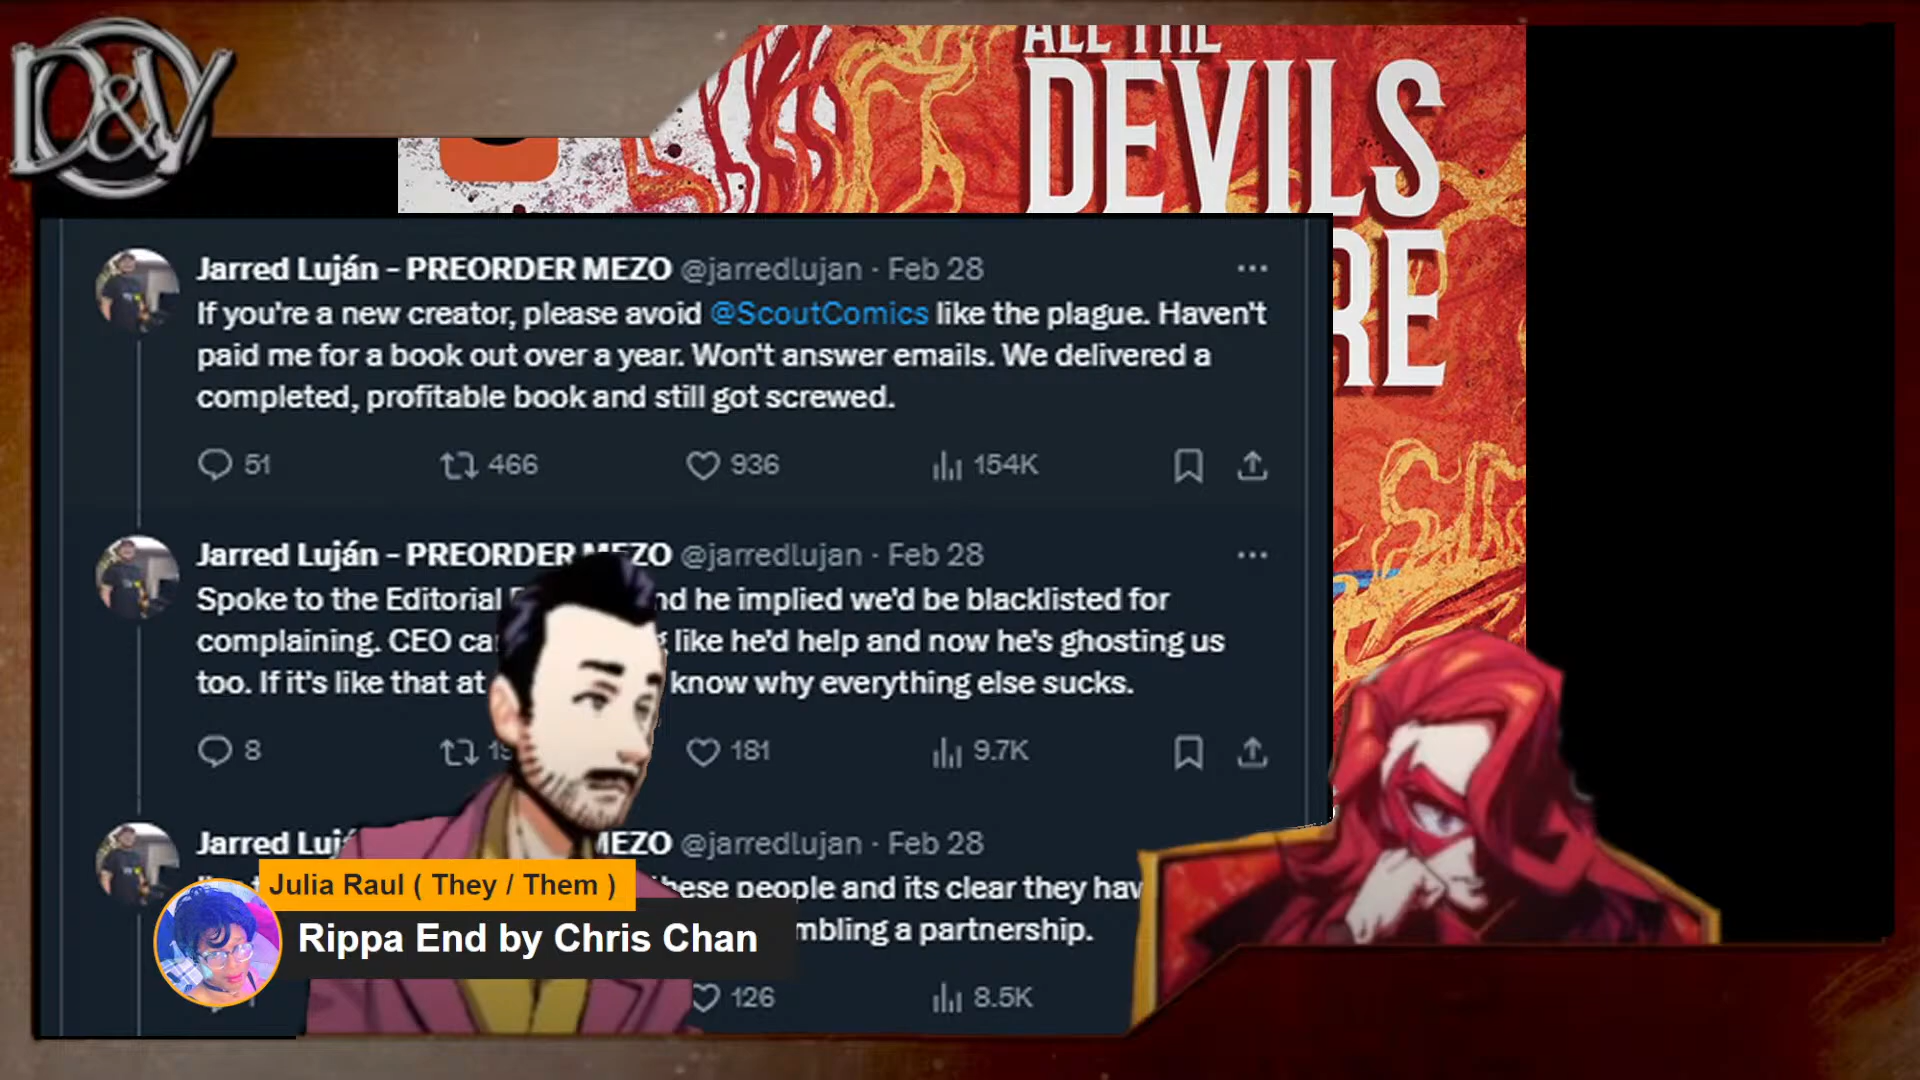 D&V
ALL THE
DEVILS
RE
Jarred Luján - PREORDER MEZO @jarredlujan · Feb 28
If you're a new creator, please avoid @ScoutComics like the plague. Haven't
paid me for a book out over a year. Won't answer emails. We delivered a
completed, profitable book and still got screwed.
51 466 936 154K
Jarred Luján - PREORDER MEZO @jarredlujan · Feb 28
Spoke to the Editorial nd he implied we'd be blacklisted for
complaining. CEO ca like he'd help and now he's ghosting us
too. If it's like that at know why everything else sucks.
8 181 9.7K
Jarred Luj MEZO @jarredlujan · Feb 28
these people and its clear they hav
mbling a partnership.
126 8.5K
Julia Raul ( They / Them )
Rippa End by Chris Chan